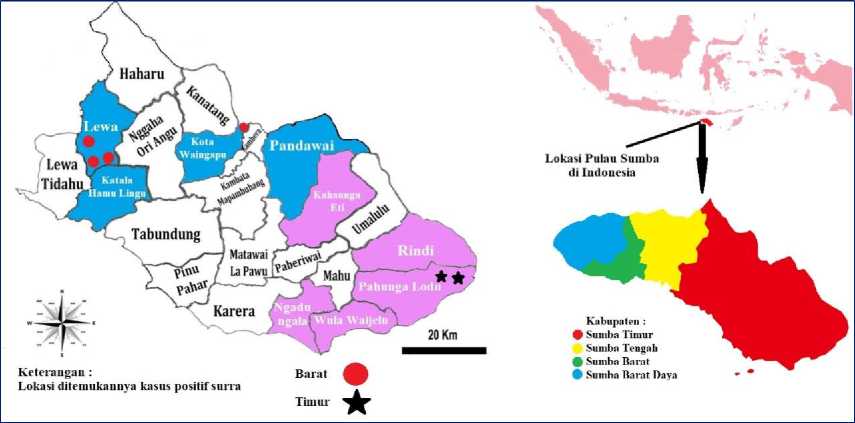 Haharu
Kanatang
Lewa
Nggaha
Ori Angu
Kota
Waingapu
Kambera
Pandawai
Lewa
Tidahu
Katala
Hamu Lingu
Kambata
Mapambuhang
Kahaunga
Eti
Umalulu
Tabundung
Rindi
Matawai
La Pawu
Paberiwai
Pinu
Pahar
Mahu
Pahunga Lodu
Karera
Ngadu
ngala
Wula Waijelu
N
W
E
S
20 Km
Keterangan :
Lokasi ditemukannya kasus positif surra
Barat
Timur
Lokasi Pulau Sumba
di Indonesia
Kabupaten :
Sumba Timur
Sumba Tengah
Sumba Barat
Sumba Barat Daya